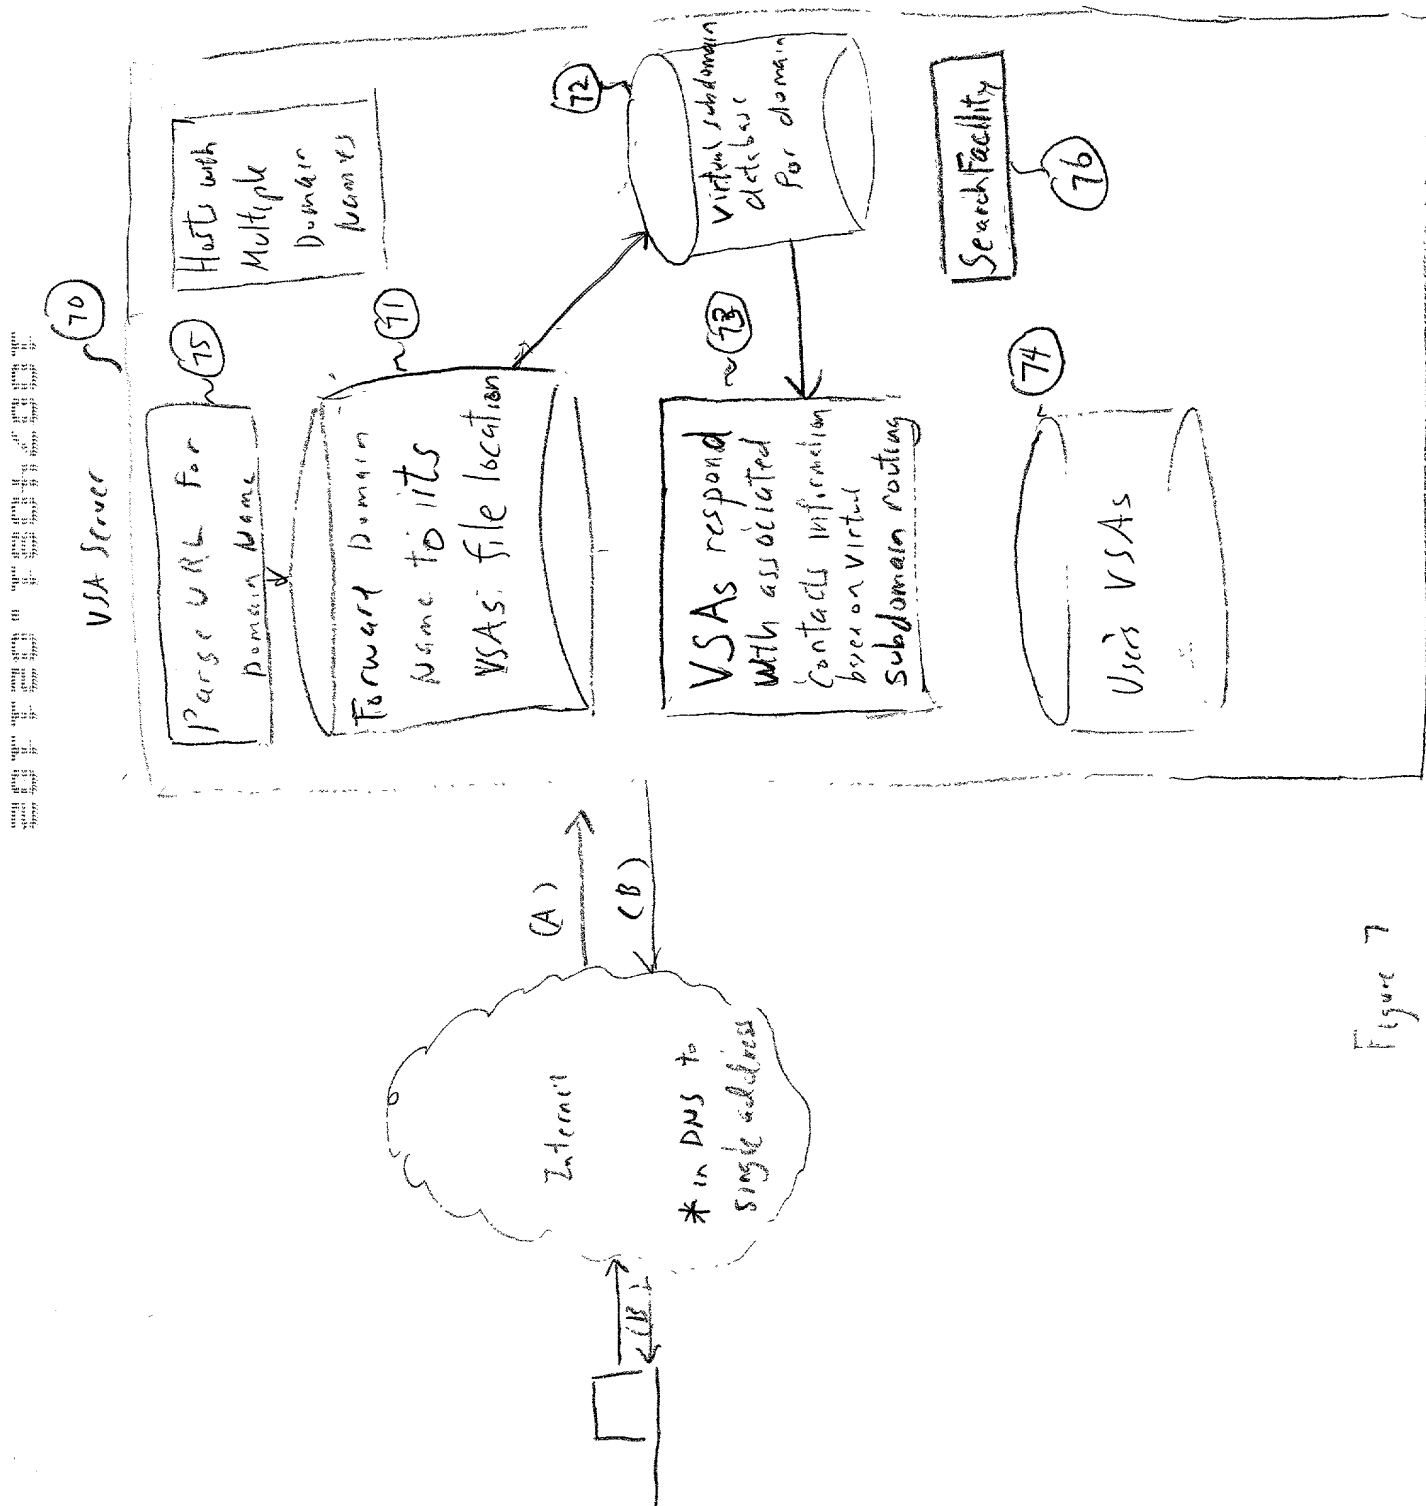 VSA Server
70
Parse URL for
Domain Name
75
Hosts with
Multiple
Domain
Names
Forward Domain
Name to iits
VSAs. file location
71
72
Virtual subdomain
database
for domain
VSAs respond
with associated
Contacts information
based on virtual
subdomain routing
73
Search Facility
76
74
User's VSAs
(A)
(B)
Internet
* in DNS to
single address
(B)
Figure 7